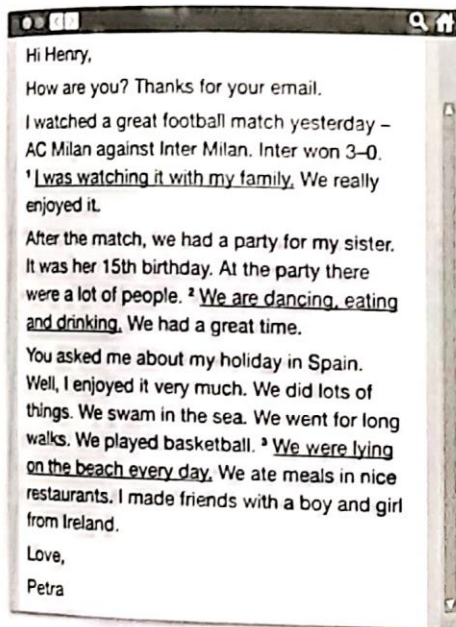 Hi Henry,
How are you? Thanks for your email.
I watched a great football match yesterday –
AC Milan against Inter Milan. Inter won 3–0.
¹ I was watching it with my family. We really
enjoyed it.
After the match, we had a party for my sister.
It was her 15th birthday. At the party there
were a lot of people. ² We are dancing, eating
and drinking. We had a great time.
You asked me about my holiday in Spain.
Well, I enjoyed it very much. We did lots of
things. We swam in the sea. We went for long
walks. We played basketball. ³ We were lying
on the beach every day. We ate meals in nice
restaurants. I made friends with a boy and girl
from Ireland.
Love,
Petra